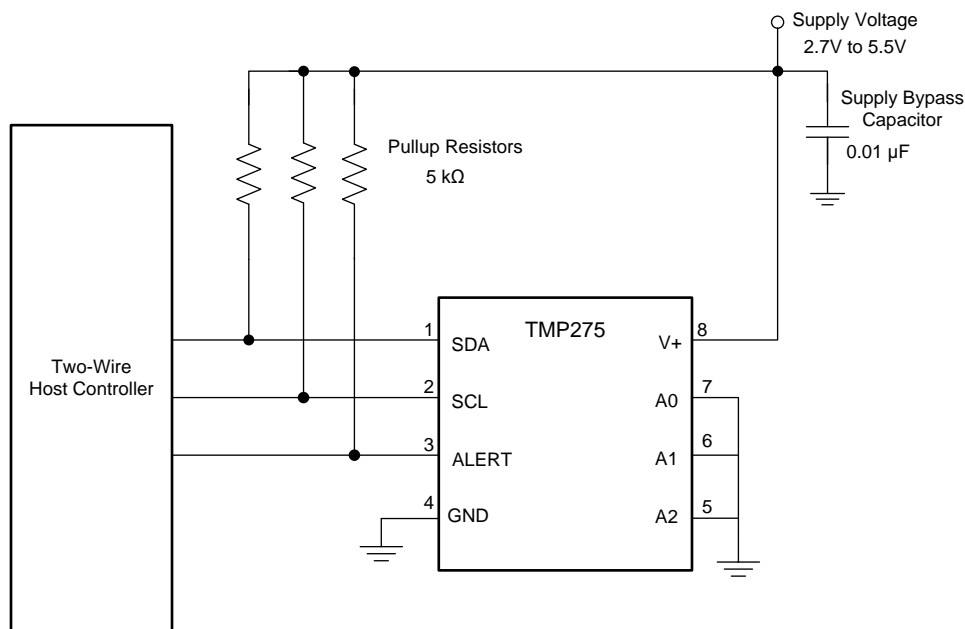 Supply Voltage
2.7V to 5.5V
Supply Bypass
Capacitor
0.01 µF
Pullup Resistors
5 kΩ
Two-Wire
Host Controller
TMP275
1
SDA
V+
8
2
SCL
A0
7
3
ALERT
A1
6
4
GND
A2
5